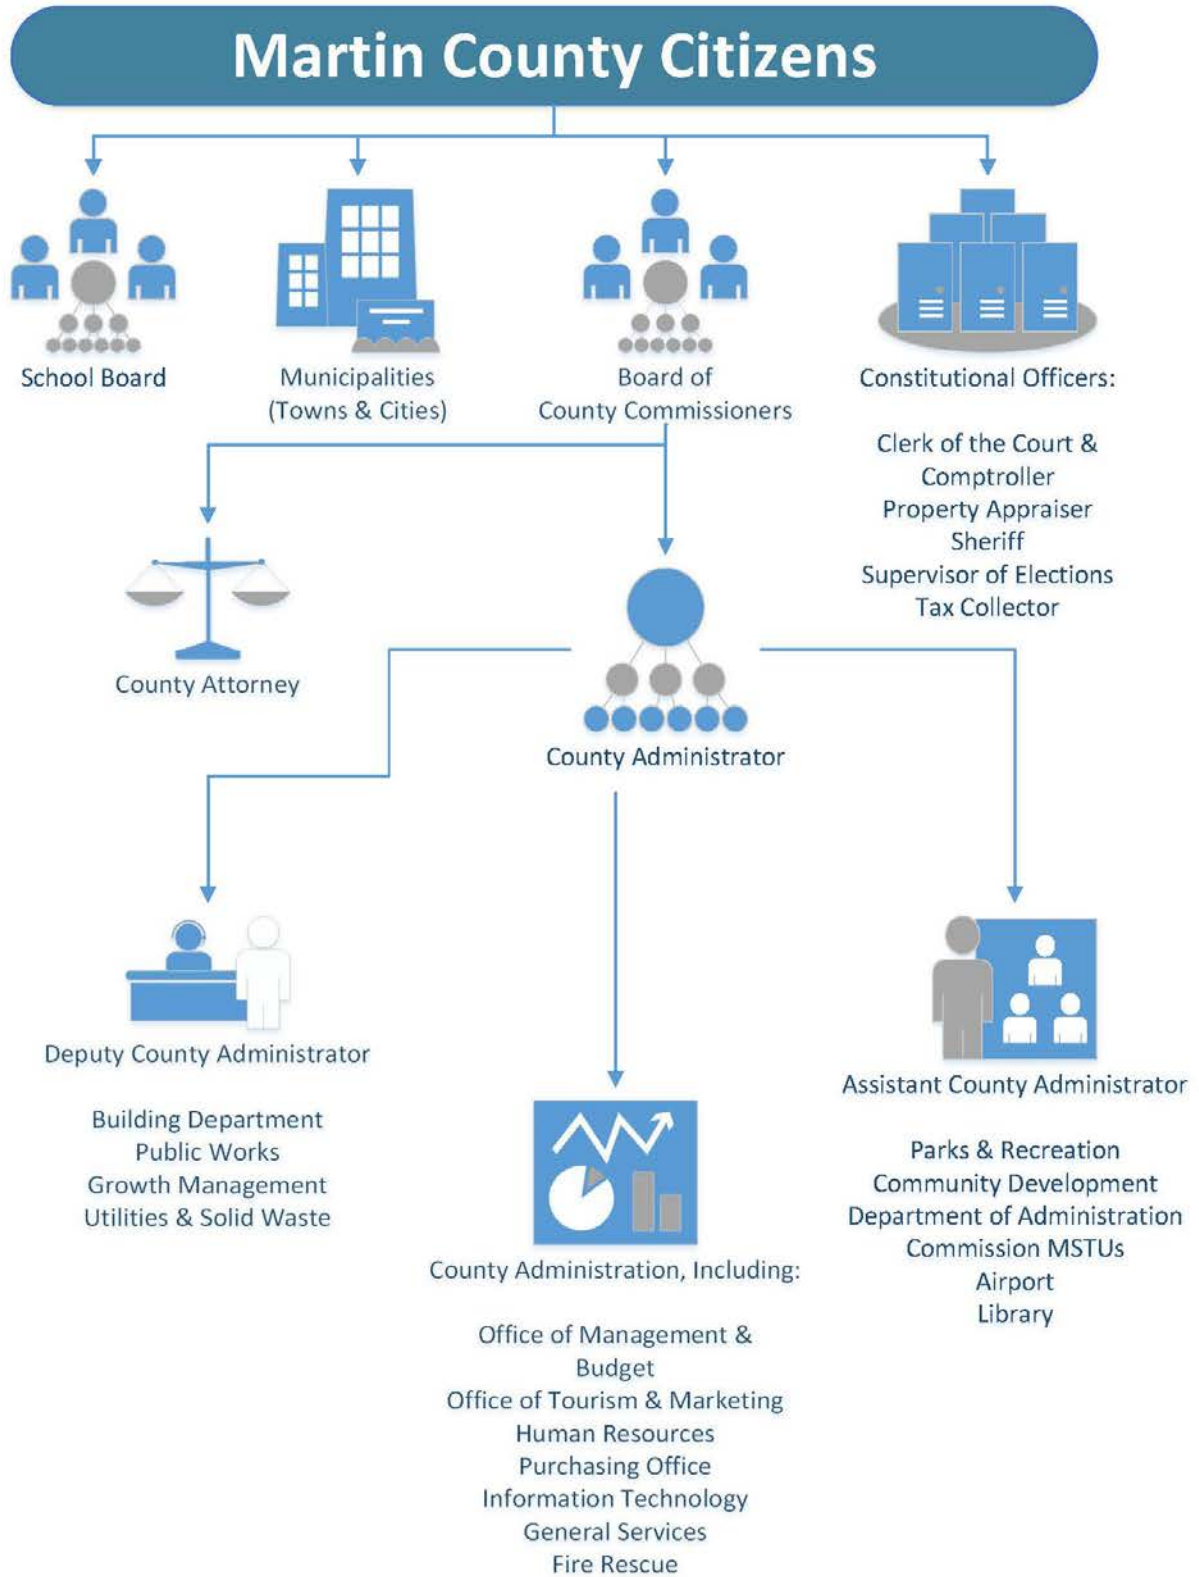 Martin County Citizens
School Board
Municipalities
(Towns & Cities)
Board of
County Commissioners
Constitutional Officers:
Clerk of the Court &
Comptroller
Property Appraiser
Sheriff
Supervisor of Elections
Tax Collector
County Attorney
County Administrator
Deputy County Administrator
Building Department
Public Works
Growth Management
Utilities & Solid Waste
County Administration, Including:
Office of Management &
Budget
Office of Tourism & Marketing
Human Resources
Purchasing Office
Information Technology
General Services
Fire Rescue
Assistant County Administrator
Parks & Recreation
Community Development
Department of Administration
Commission MSTUs
Airport
Library